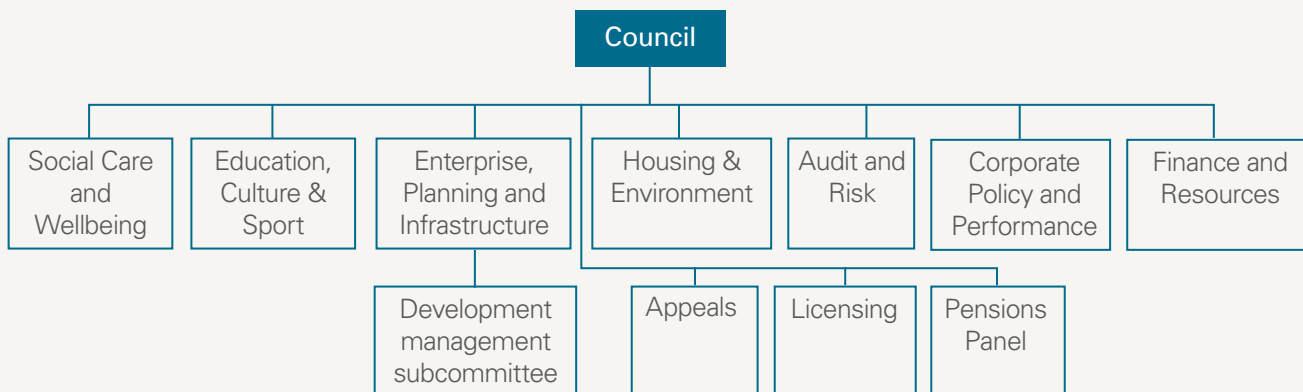 Council
Social Care
and
Wellbeing
Education,
Culture &
Sport
Enterprise,
Planning and
Infrastructure
Housing &
Environment
Audit and
Risk
Corporate
Policy and
Performance
Finance and
Resources
Development
management
subcommittee
Appeals
Licensing
Pensions
Panel